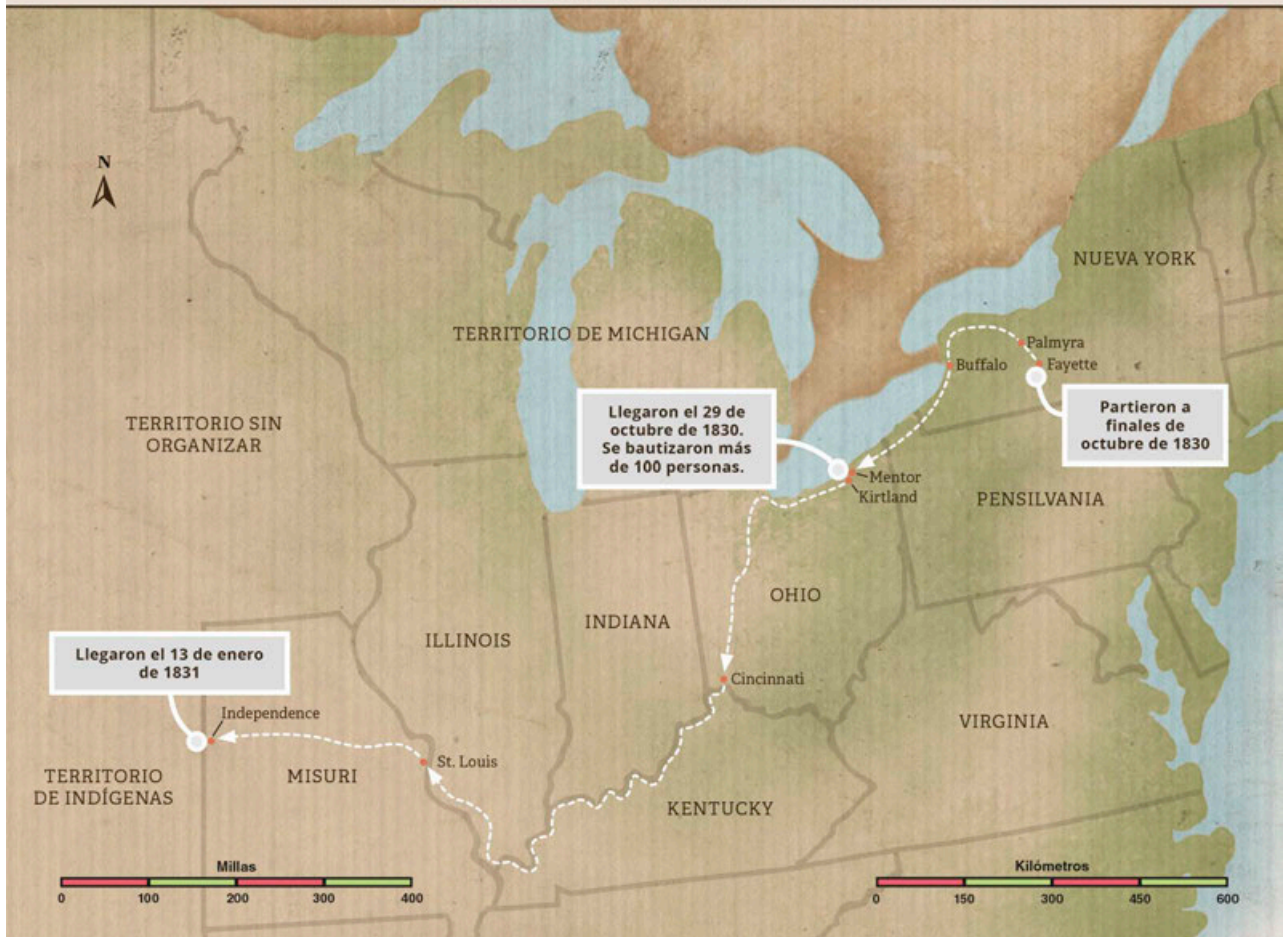 N
NUEVA YORK
TERRITORIO DE MICHIGAN
Palmyra
Buffalo
Fayette
TERRITORIO SIN
ORGANIZAR
Llegaron el 29 de
octubre de 1830.
Se bautizaron más
de 100 personas.
Partieron a
finales de
octubre de 1830
Mentor
Kirtland
PENSILVANIA
OHIO
INDIANA
ILLINOIS
Llegaron el 13 de enero
de 1831
Cincinnati
Independence
VIRGINIA
St. Louis
TERRITORIO
DE INDÍGENAS
MISURI
KENTUCKY
Millas
0 100 200 300 400
Kilómetros
0 150 300 450 600